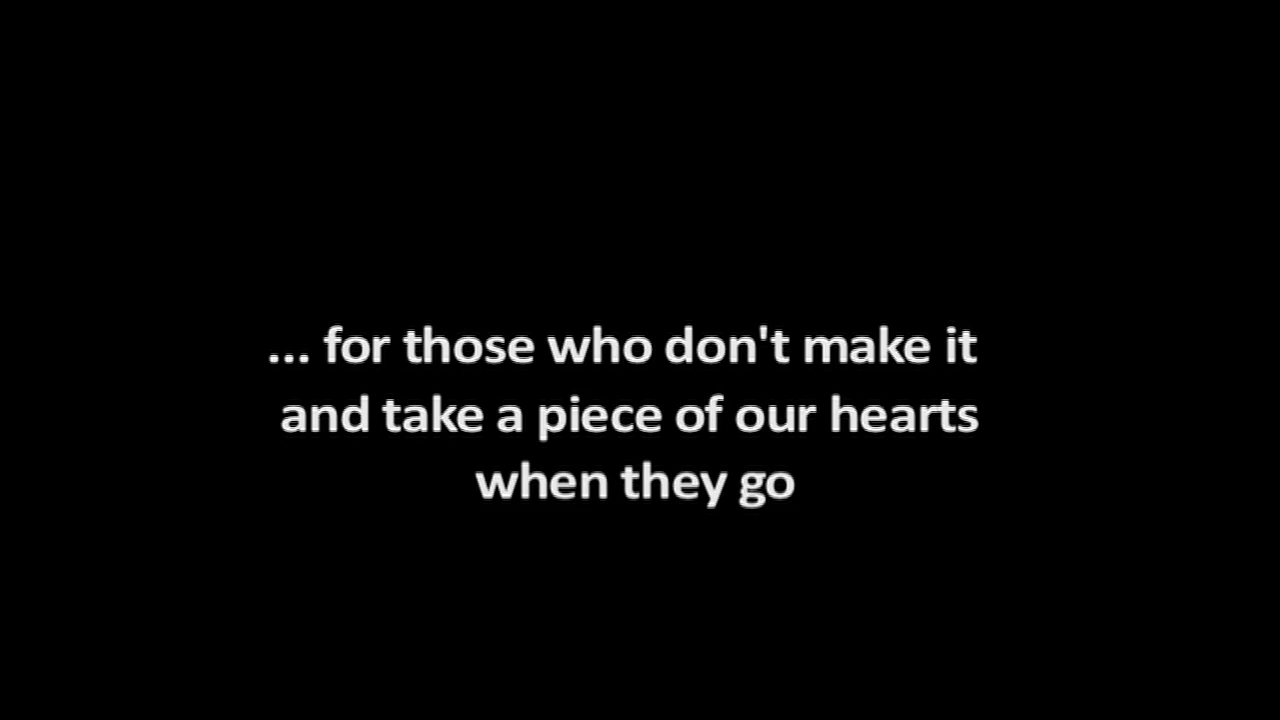 ... for those who don't make it
and take a piece of our hearts
when they go